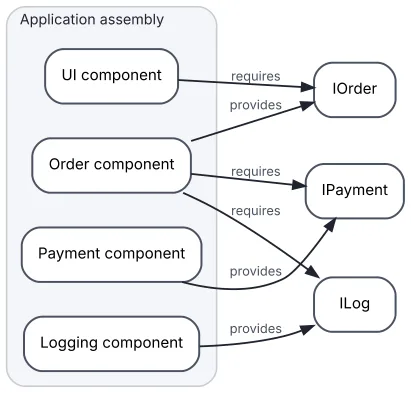 Application assembly
UI component
requires
IOrder
provides
Order component
requires
IPayment
requires
Payment component
provides
ILog
Logging component
provides